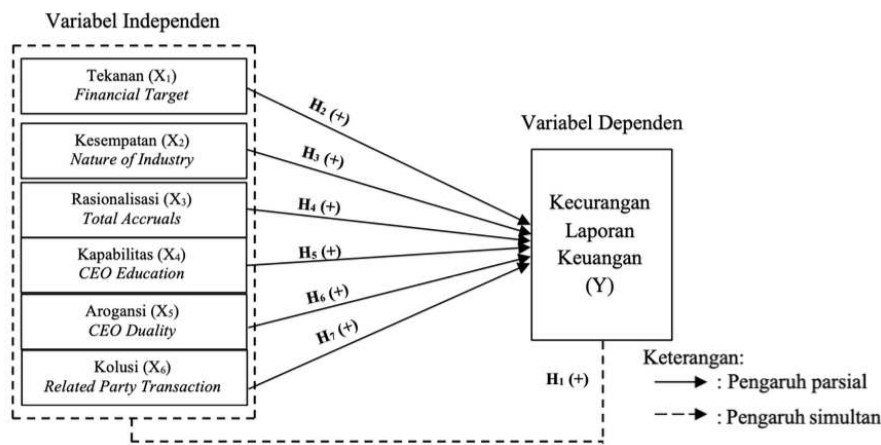 Variabel Independen
Tekanan (X₁)
Financial Target
Kesempatan (X₂)
Nature of Industry
Rasionalisasi (X₃)
Total Accruals
Kapabilitas (X₄)
CEO Education
Arogansi (X₅)
CEO Duality
Kolusi (X₆)
Related Party Transaction
H₂ (+)
H₃ (+)
H₄ (+)
H₅ (+)
H₆ (+)
H₇ (+)
Variabel Dependen
Kecurangan
Laporan
Keuangan
(Y)
H₁ (+)
Keterangan:
: Pengaruh parsial
: Pengaruh simultan